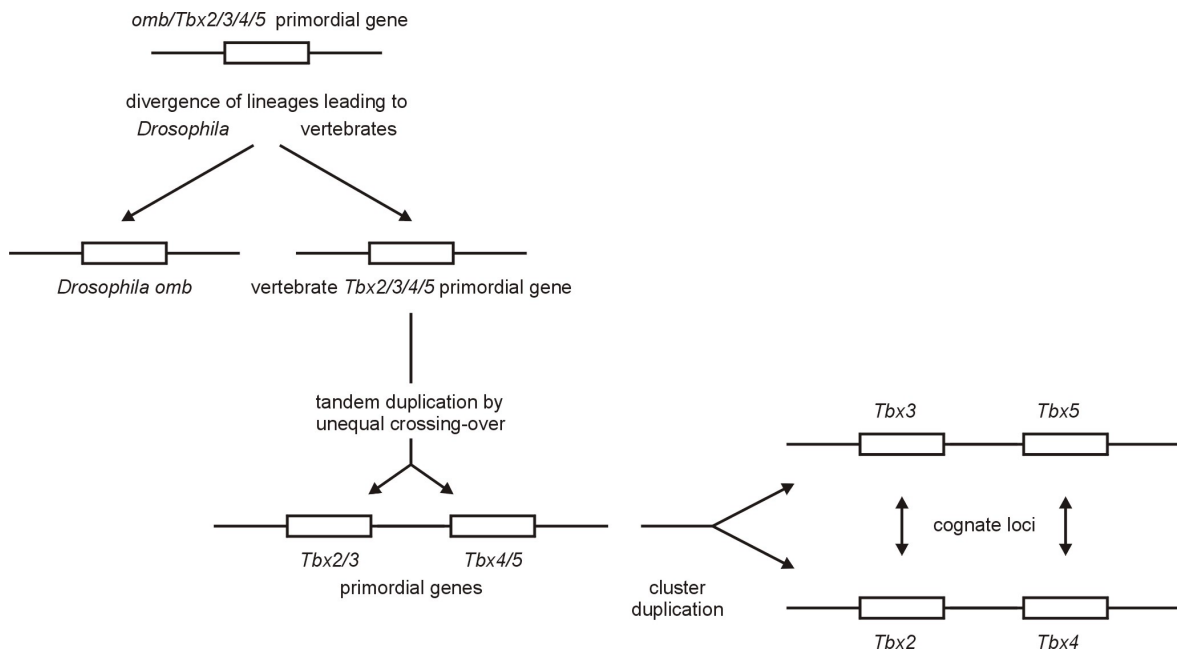 omb/Tbx2/3/4/5 primordial gene
divergence of lineages leading to
Drosophila vertebrates
Drosophila omb
vertebrate Tbx2/3/4/5 primordial gene
tandem duplication by
unequal crossing-over
Tbx2/3 Tbx4/5
primordial genes
cluster
duplication
Tbx3 Tbx5
cognate loci
Tbx2 Tbx4